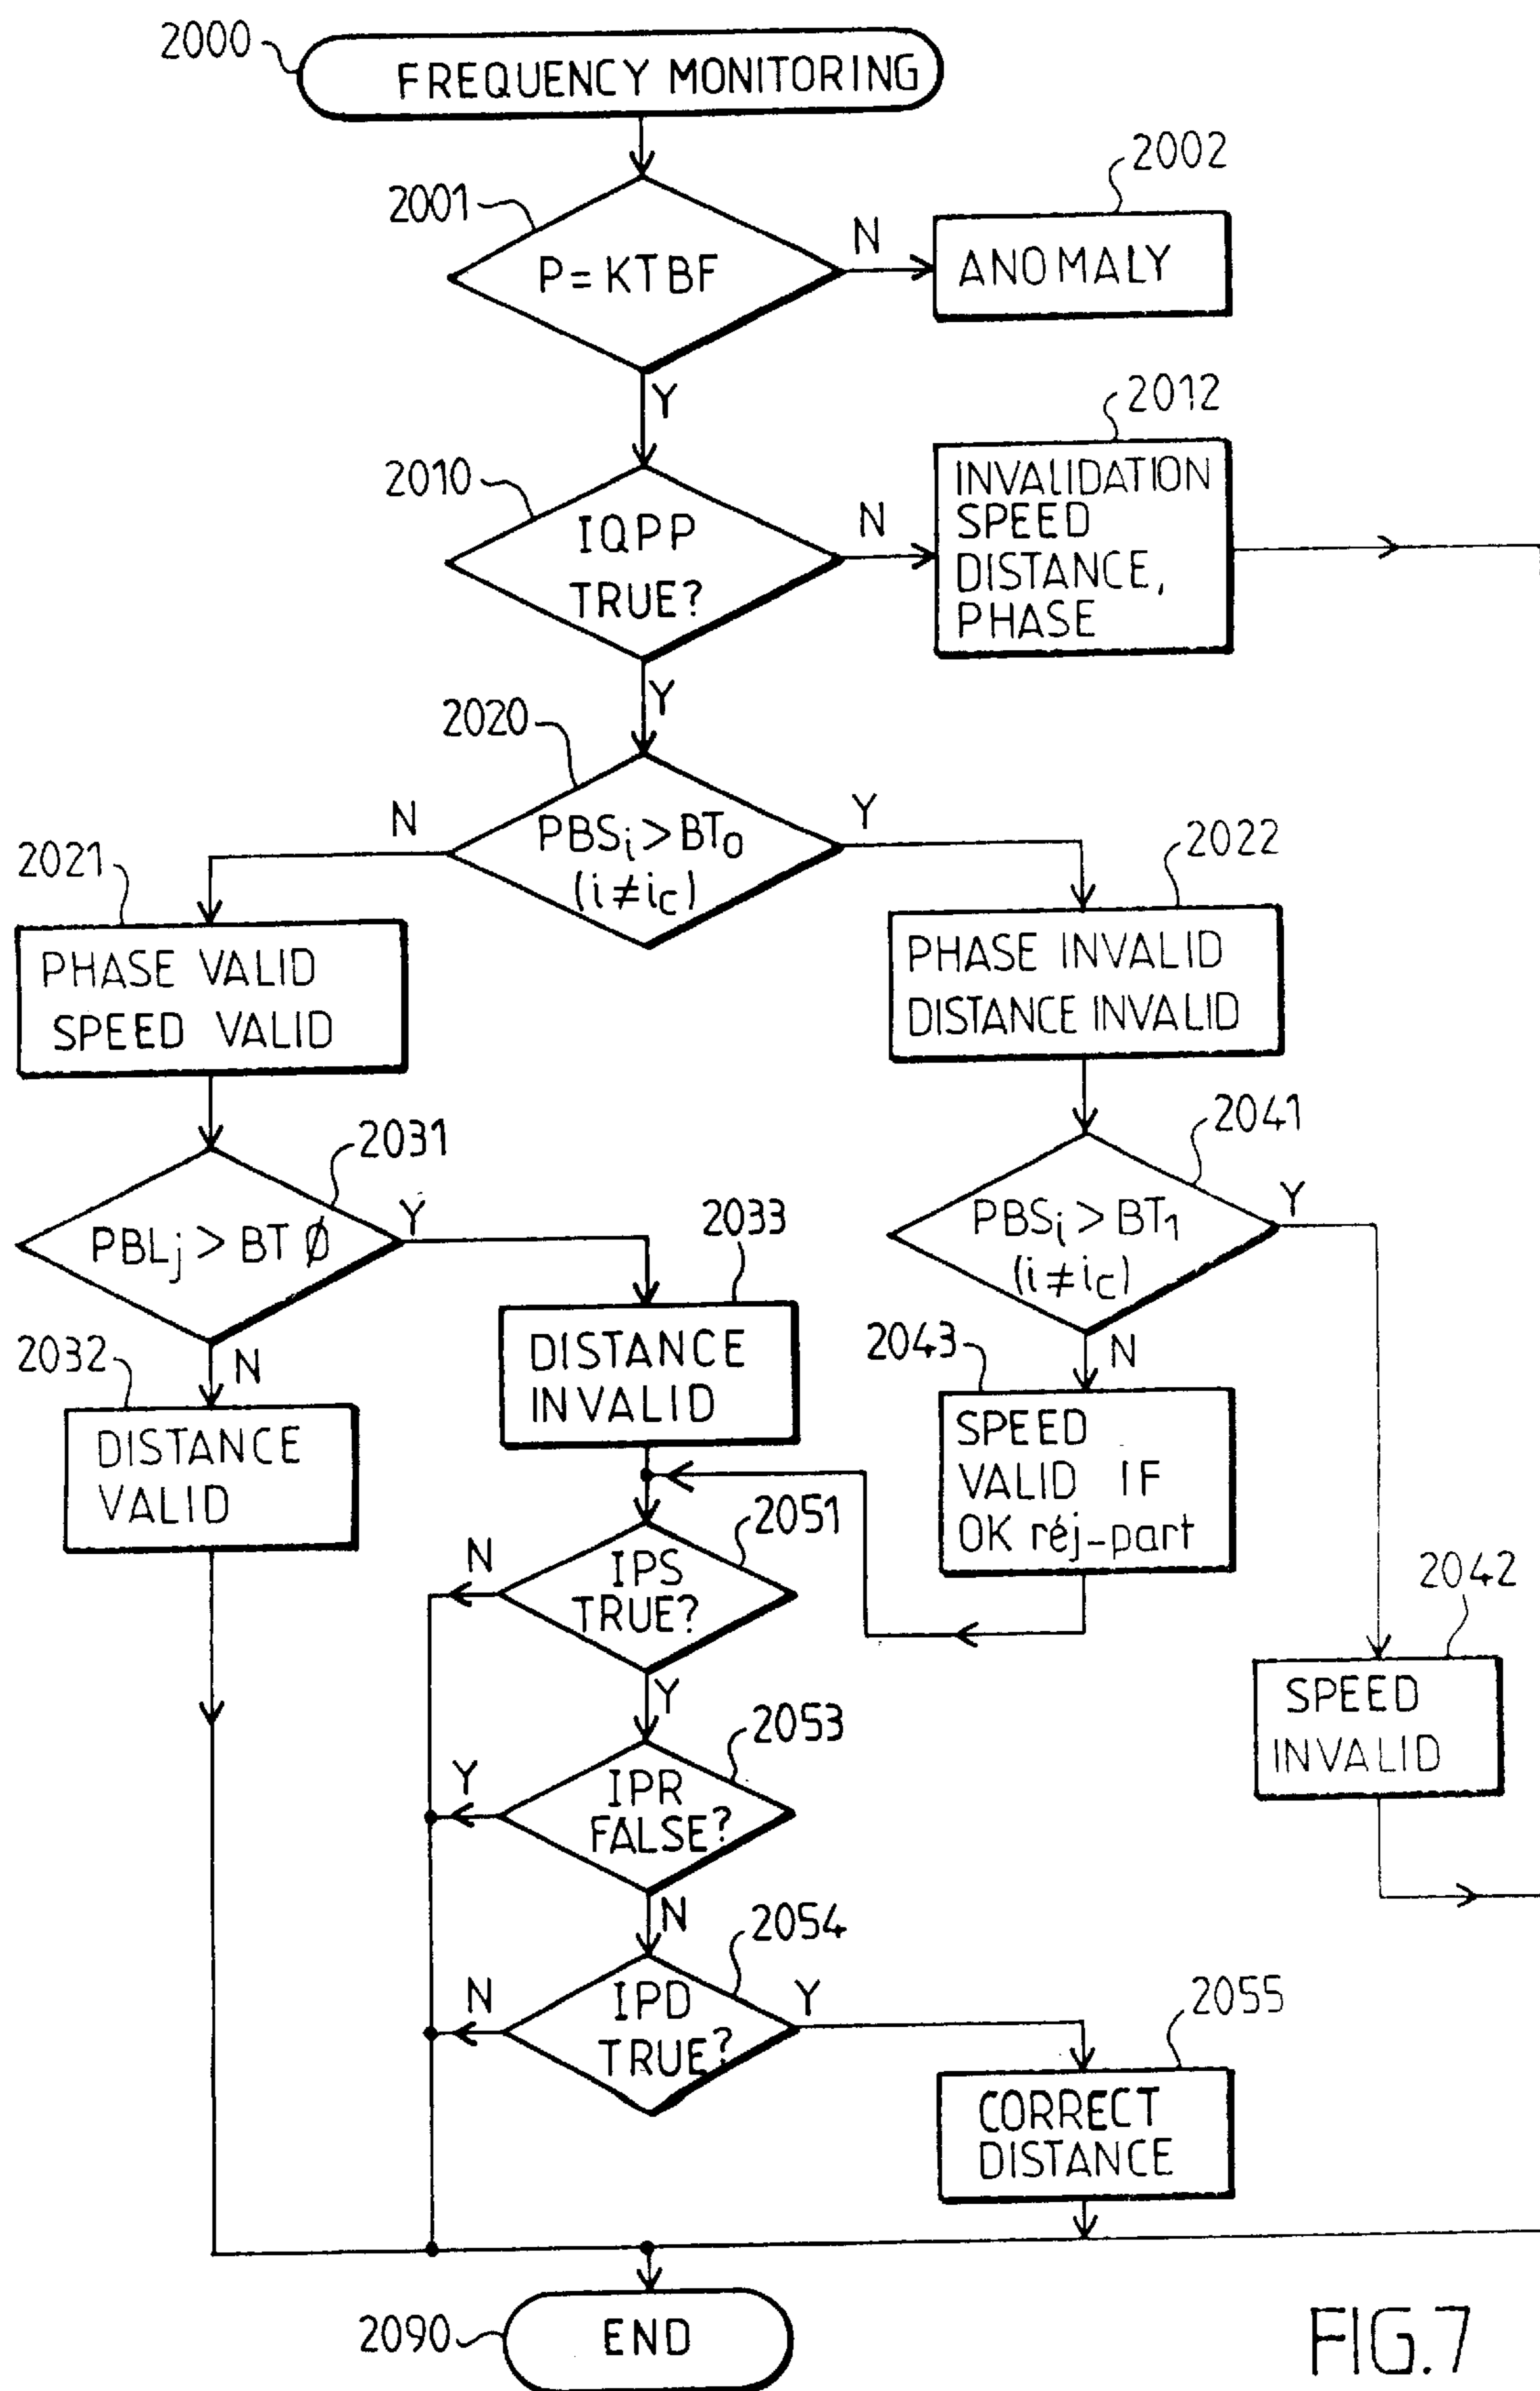 2000
FREQUENCY MONITORING
2001
P=KTBF
N
2002
ANOMALY
Y
2010
IQPP
TRUE?
N
2012
INVALIDATION
SPEED
DISTANCE,
PHASE
Y
2020
PBSi>BT0
(i≠ic)
N
Y
2021
PHASE VALID
SPEED VALID
2022
PHASE INVALID
DISTANCE INVALID
2031
PBLj>BTØ
Y
N
2033
DISTANCE
INVALID
2041
PBSi>BT1
(i≠ic)
Y
N
2032
DISTANCE
VALID
2043
SPEED
VALID IF
OK réj-part
2051
IPS
TRUE?
N
Y
2042
SPEED
INVALID
2053
IPR
FALSE?
Y
N
2054
IPD
TRUE?
N
Y
2055
CORRECT
DISTANCE
2090
END
FIG.7